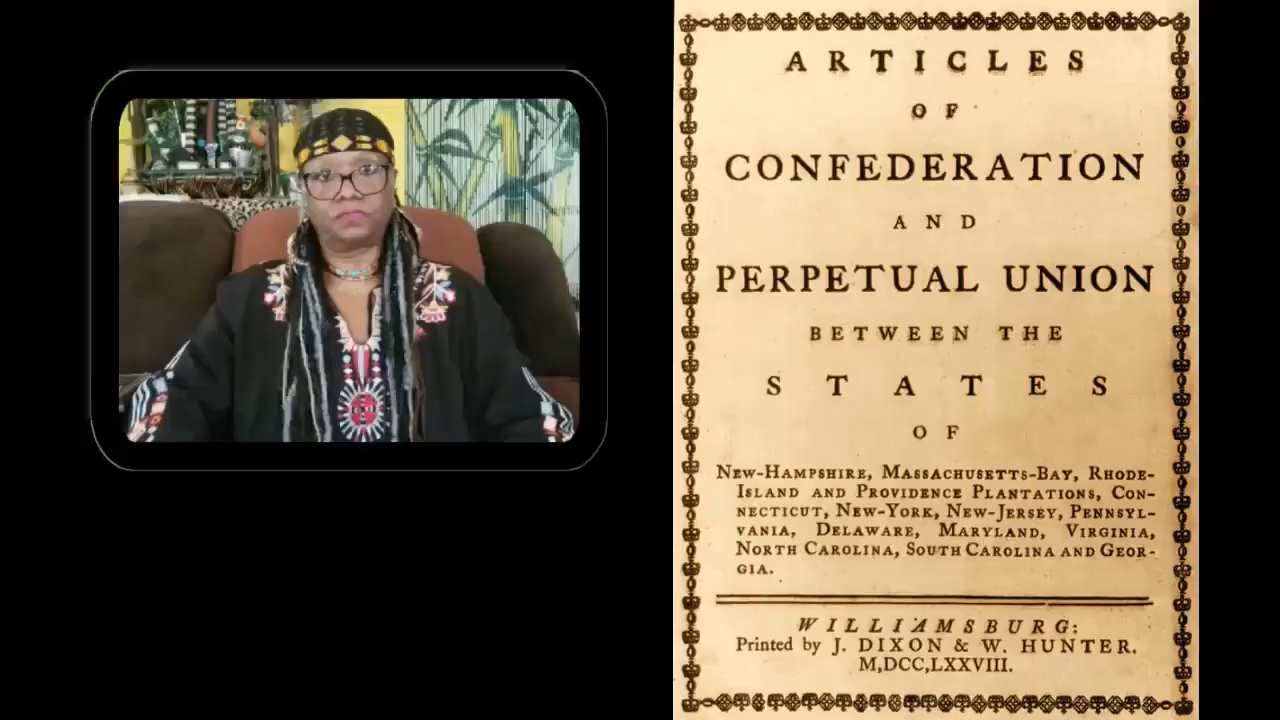 ARTICLES
OF
CONFEDERATION
AND
PERPETUAL UNION
BETWEEN THE
STATES
OF
NEW-HAMPSHIRE, MASSACHUSETTS-BAY, RHODE-
ISLAND AND PROVIDENCE PLANTATIONS, CON-
NECTICUT, NEW-YORK, NEW-JERSEY, PENNSYL-
VANIA, DELAWARE, MARYLAND, VIRGINIA,
NORTH CAROLINA, SOUTH CAROLINA AND GEOR-
GIA.
WILLIAMSBURG:
Printed by J. DIXON & W. HUNTER.
M,DCC,LXXVIII.